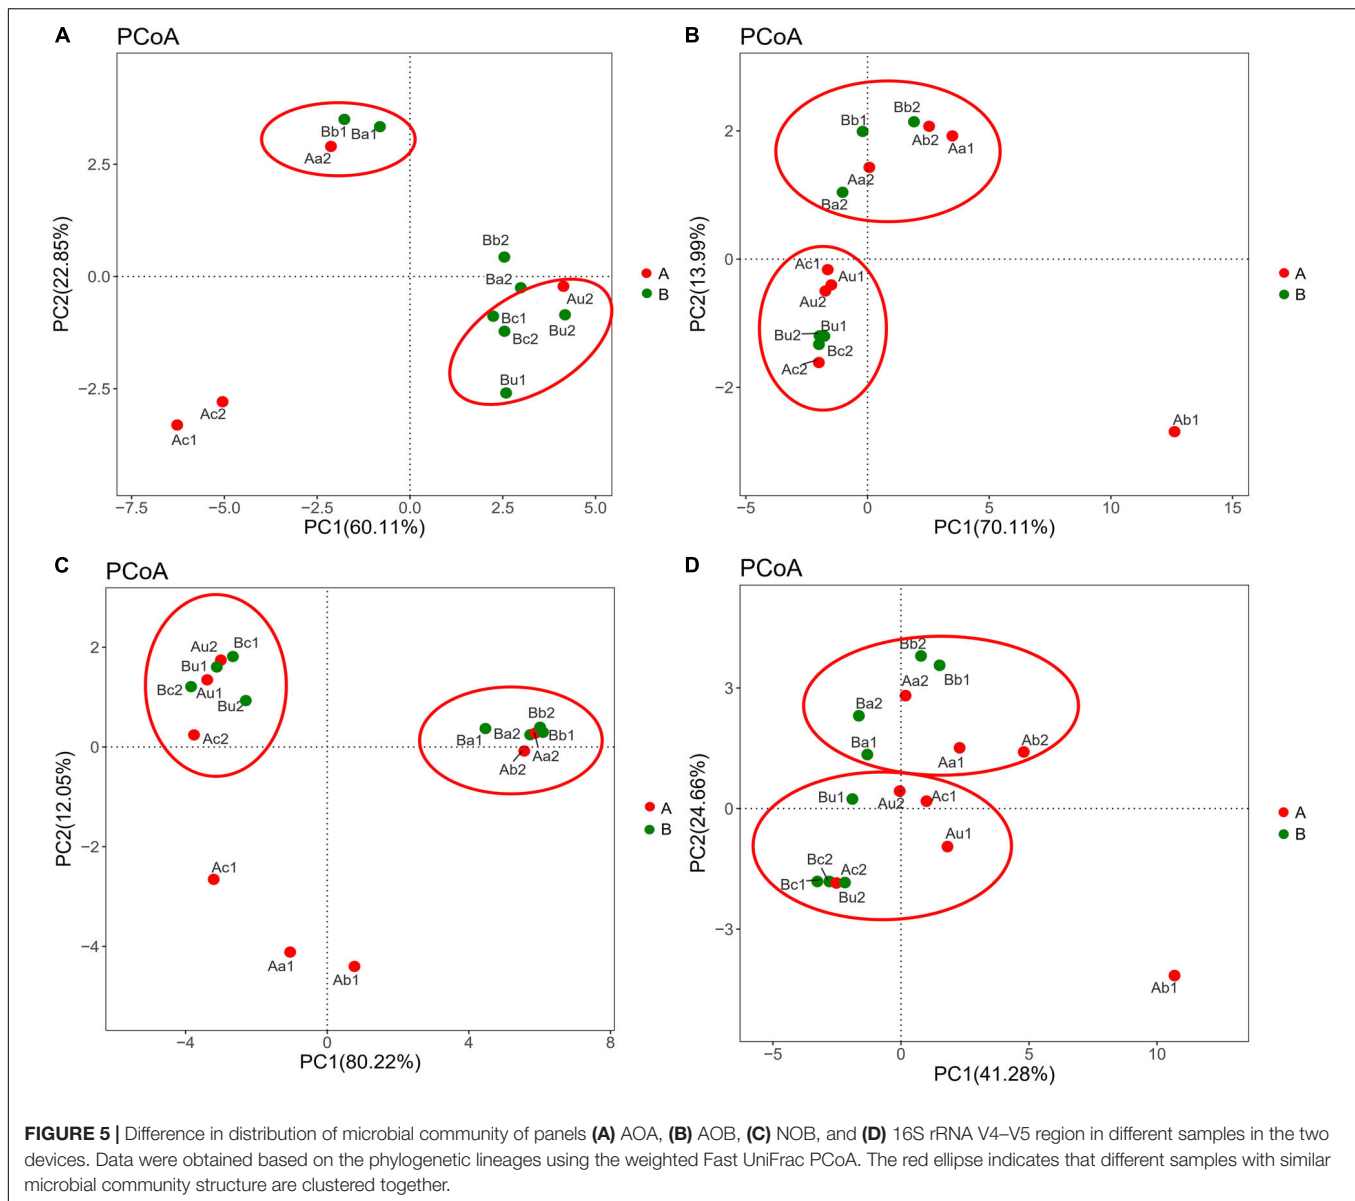 A
PCoA
PC2(22.85%)
2.5
0.0
−2.5
−7.5
−5.0
−2.5
0.0
2.5
5.0
PC1(60.11%)
Bb1
Ba1
Aa2
Bb2
Ba2
Au2
Bc1
Bu2
Bc2
Bu1
Ac2
Ac1
A
B
B
PCoA
PC2(13.99%)
2
0
−2
−5
0
5
10
15
PC1(70.11%)
Bb2
Bb1
Ab2
Aa1
Aa2
Ba2
Ac1
Au1
Au2
Bu1
Bu2
Bc2
Ac2
Ab1
A
B
C
PCoA
PC2(12.05%)
2
0
−2
−4
−4
0
4
8
PC1(80.22%)
Au2
Bc1
Bu1
Bc2
Au1
Bu2
Ac2
Bb2
Ba1
Ba2
Bb1
Ab2
Aa2
Ac1
Aa1
Ab1
A
B
D
PCoA
PC2(24.66%)
3
0
−3
−5
0
5
10
PC1(41.28%)
Bb2
Bb1
Aa2
Ba2
Ba1
Aa1
Ab2
Bu1
Au2
Ac1
Au1
Bc2
Ac2
Bc1
Bu2
Ab1
A
B
FIGURE 5 | Difference in distribution of microbial community of panels (A) AOA, (B) AOB, (C) NOB, and (D) 16S rRNA V4–V5 region in different samples in the two
devices. Data were obtained based on the phylogenetic lineages using the weighted Fast UniFrac PCoA. The red ellipse indicates that different samples with similar
microbial community structure are clustered together.